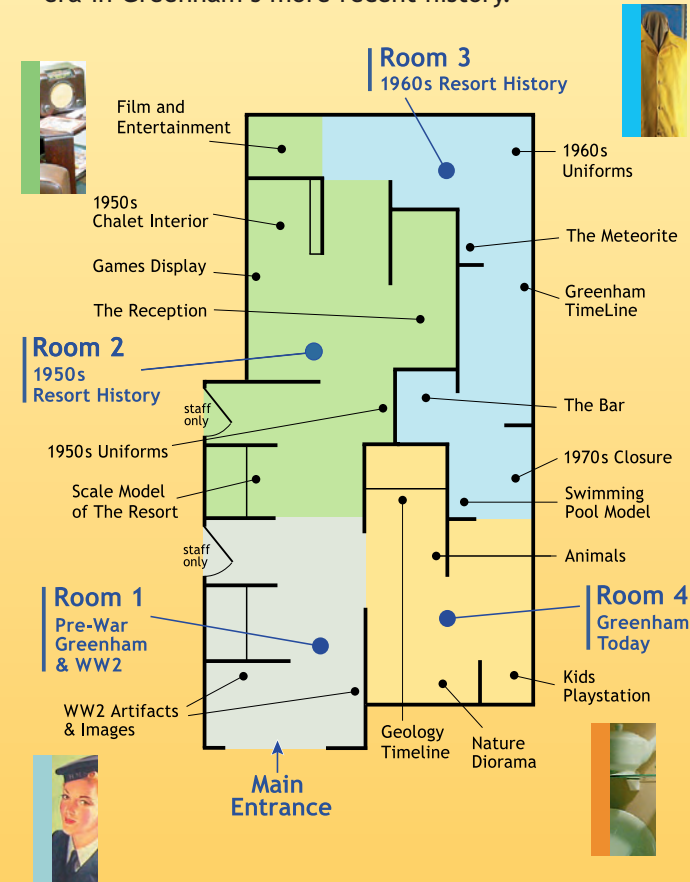 era in Greenham's more recent history.
Room 3
1960s Resort History
Film and
Entertainment
1960s
Uniforms
1950s
Chalet Interior
The Meteorite
Games Display
Greenham
TimeLine
The Reception
Room 2
1950s
Resort History
staff
only
The Bar
1950s Uniforms
1970s Closure
Scale Model
of The Resort
Swimming
Pool Model
staff
only
Animals
Room 1
Pre-War
Greenham
& WW2
Room 4
Greenham
Today
Kids
Playstation
WW2 Artifacts
& Images
Geology
Timeline
Nature
Diorama
Main
Entrance